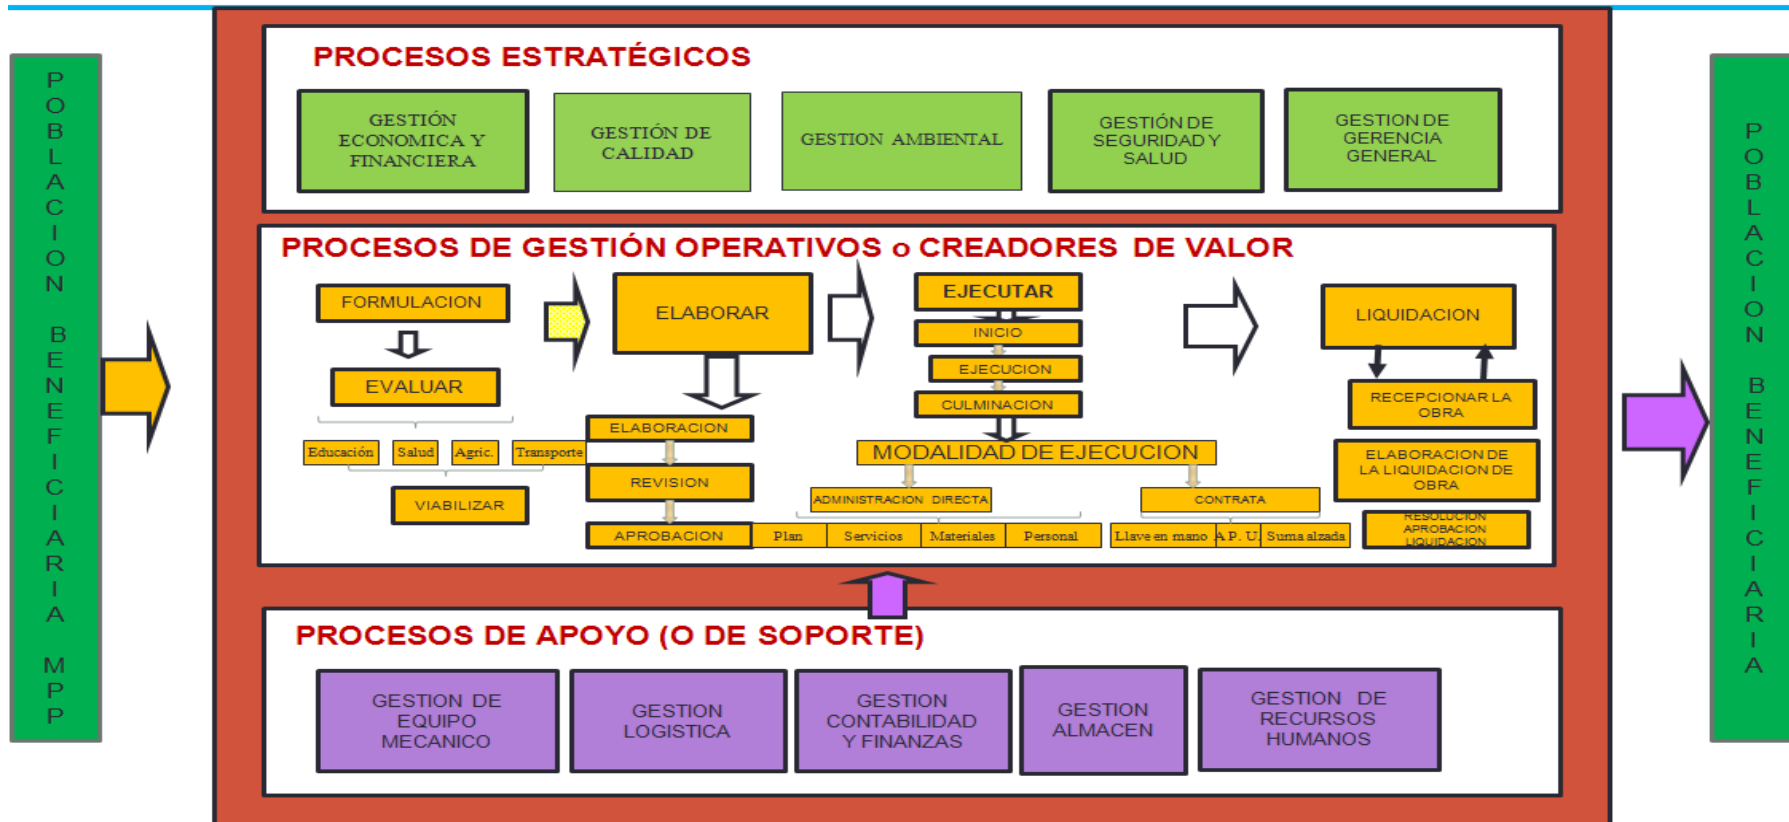 POBLACION BENEFICIARIA MPP
PROCESOS ESTRATÉGICOS
GESTIÓN
ECONOMICA Y
FINANCIERA
GESTIÓN DE
CALIDAD
GESTION AMBIENTAL
GESTIÓN DE
SEGURIDAD Y
SALUD
GESTION DE
GERENCIA
GENERAL
PROCESOS DE GESTIÓN OPERATIVOS o CREADORES DE VALOR
FORMULACION
EVALUAR
Educación
Salud
Agric.
Transporte
VIABILIZAR
ELABORAR
ELABORACION
REVISION
APROBACION
EJECUTAR
INICIO
EJECUCION
CULMINACION
MODALIDAD DE EJECUCION
ADMINISTRACION DIRECTA
Plan
Servicios
Materiales
Personal
CONTRATA
Llave en mano
A P. U.
Suma alzada
LIQUIDACION
RECEPCIONAR LA
OBRA
ELABORACION DE
LA LIQUIDACION DE
OBRA
RESOLUCION
APROBACION
LIQUIDACION
PROCESOS DE APOYO (O DE SOPORTE)
GESTION DE
EQUIPO
MECANICO
GESTION
LOGISTICA
GESTION
CONTABILIDAD
Y FINANZAS
GESTION
ALMACEN
GESTION DE
RECURSOS
HUMANOS
POBLACION BENEFICIARIA